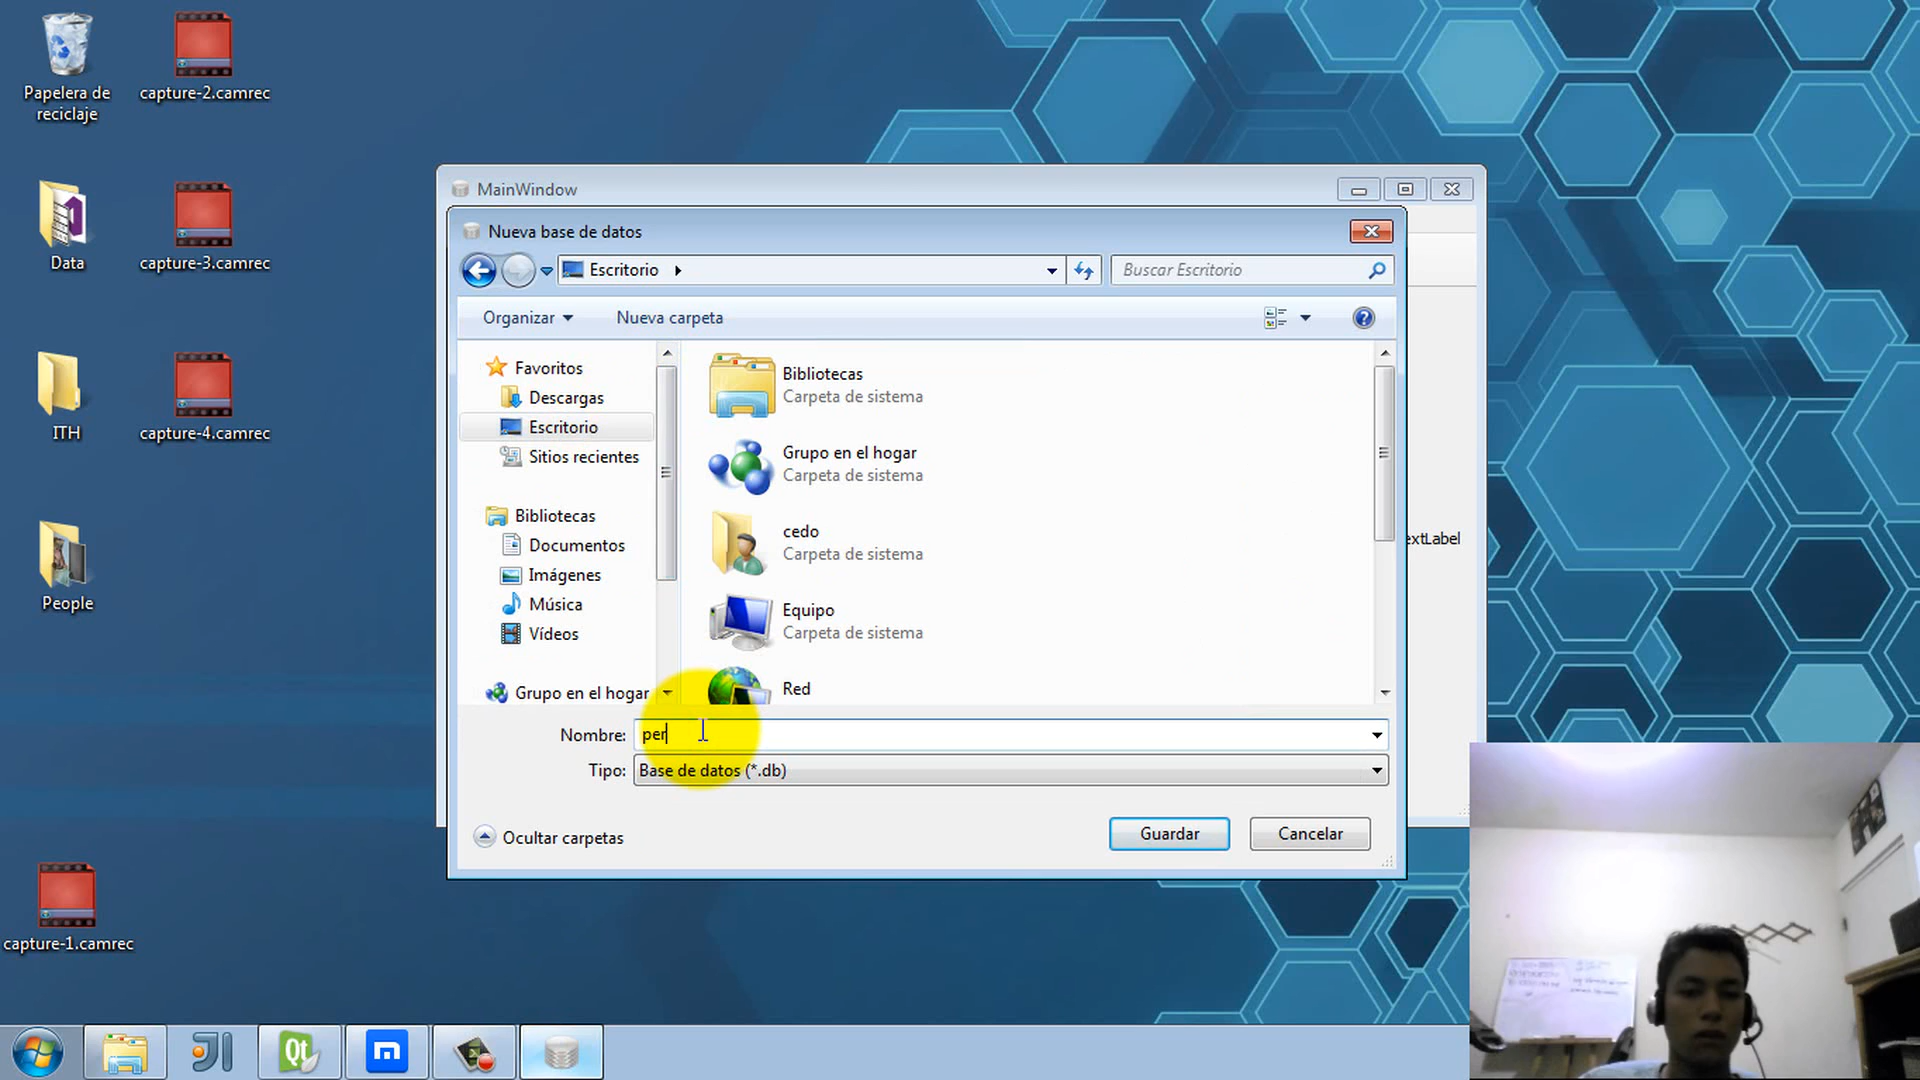 Papelera de
reciclaje
capture-2.camrec
Data
capture-3.camrec
ITH
capture-4.camrec
People
capture-1.camrec
MainWindow
Nueva base de datos
Escritorio
Buscar Escritorio
Organizar
Nueva carpeta
Favoritos
Descargas
Escritorio
Sitios recientes
Bibliotecas
Documentos
Imágenes
Música
Vídeos
Grupo en el hogar
Bibliotecas
Carpeta de sistema
Grupo en el hogar
Carpeta de sistema
cedo
Carpeta de sistema
Equipo
Carpeta de sistema
Red
extLabel
Nombre: per
Tipo: Base de datos (*.db)
Ocultar carpetas
Guardar
Cancelar
Qt
m